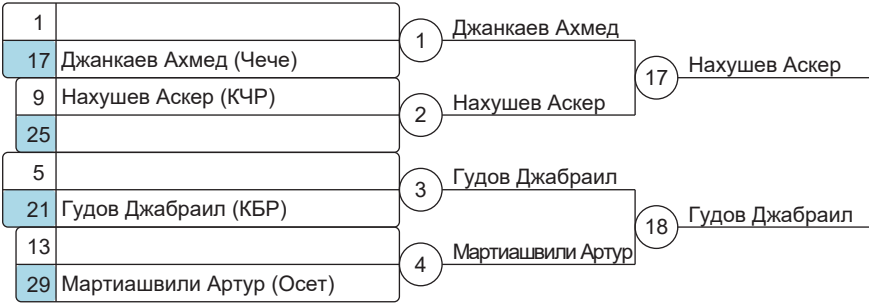 1
17 Джанкаев Ахмед (Чече)
9 Нахушев Аскер (КЧР)
25
5
21 Гудов Джабраил (КБР)
13
29 Мартиашвили Артур (Осет)
1 Джанкаев Ахмед
2 Нахушев Аскер
3 Гудов Джабраил
4 Мартиашвили Артур
17 Нахушев Аскер
18 Гудов Джабраил